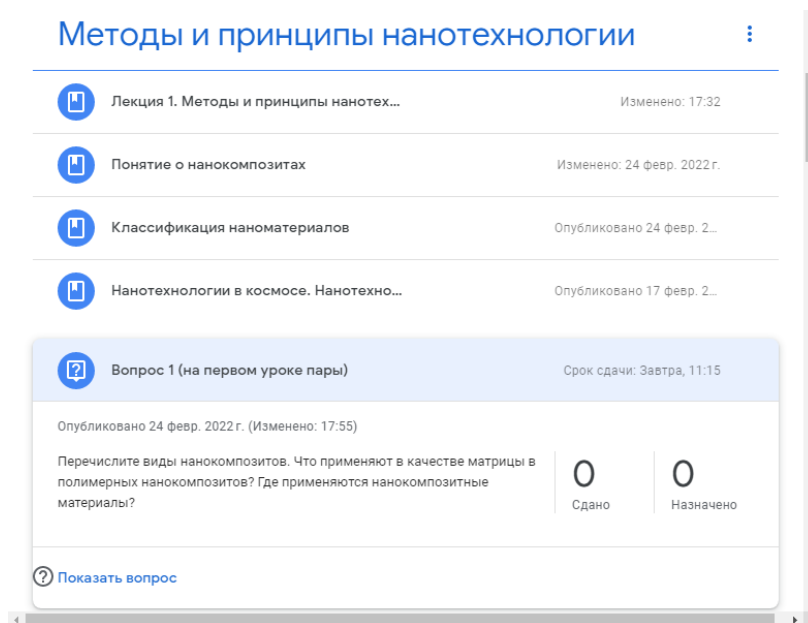 Методы и принципы нанотехнологии
Лекция 1. Методы и принципы нанотех...
Изменено: 17:32
Понятие о нанокомпозитах
Изменено: 24 февр. 2022 г.
Классификация наноматериалов
Опубликовано 24 февр. 2...
Нанотехнологии в космосе. Нанотехно...
Опубликовано 17 февр. 2...
Вопрос 1 (на первом уроке пары)
Срок сдачи: Завтра, 11:15
Опубликовано 24 февр. 2022 г. (Изменено: 17:55)
Перечислите виды нанокомпозитов. Что применяют в качестве матрицы в
полимерных нанокомпозитов? Где применяются нанокомпозитные
материалы?
0
Сдано
0
Назначено
Показать вопрос